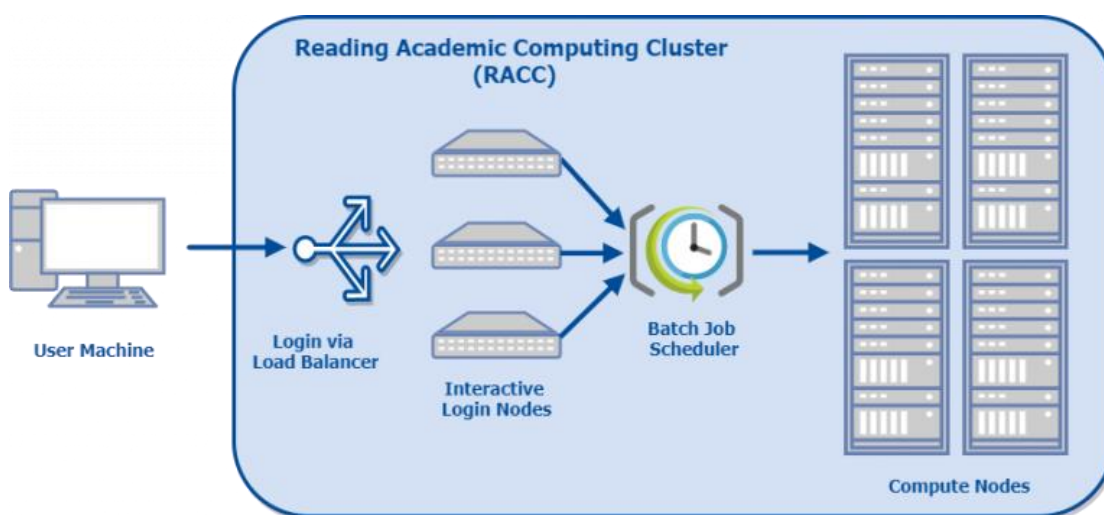 Reading Academic Computing Cluster
(RACC)
User Machine
Login via
Load Balancer
Interactive
Login Nodes
Batch Job
Scheduler
Compute Nodes